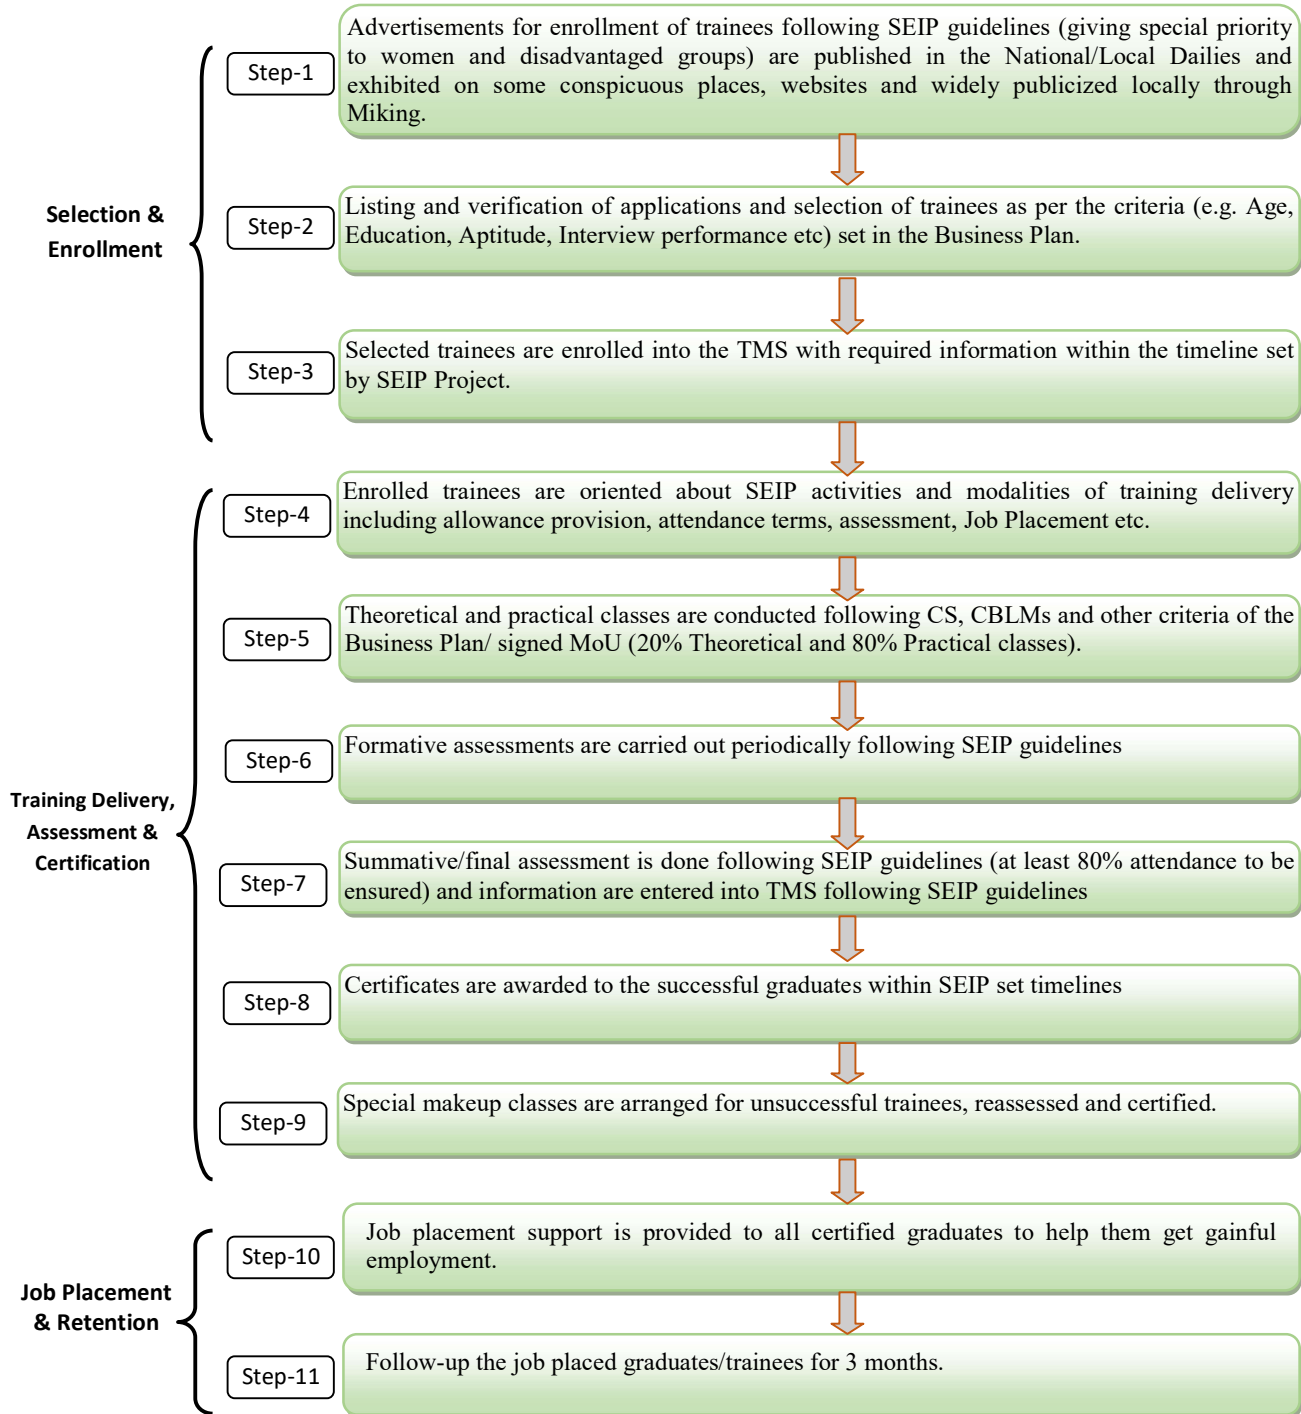 Step-1
Advertisements for enrollment of trainees following SEIP guidelines (giving special priority
to women and disadvantaged groups) are published in the National/Local Dailies and
exhibited on some conspicuous places, websites and widely publicized locally through
Miking.
Selection &
Enrollment
Step-2
Listing and verification of applications and selection of trainees as per the criteria (e.g. Age,
Education, Aptitude, Interview performance etc) set in the Business Plan.
Step-3
Selected trainees are enrolled into the TMS with required information within the timeline set
by SEIP Project.
Step-4
Enrolled trainees are oriented about SEIP activities and modalities of training delivery
including allowance provision, attendance terms, assessment, Job Placement etc.
Step-5
Theoretical and practical classes are conducted following CS, CBLMs and other criteria of the
Business Plan/ signed MoU (20% Theoretical and 80% Practical classes).
Step-6
Formative assessments are carried out periodically following SEIP guidelines
Training Delivery,
Assessment &
Certification
Step-7
Summative/final assessment is done following SEIP guidelines (at least 80% attendance to be
ensured) and information are entered into TMS following SEIP guidelines
Step-8
Certificates are awarded to the successful graduates within SEIP set timelines
Step-9
Special makeup classes are arranged for unsuccessful trainees, reassessed and certified.
Step-10
Job placement support is provided to all certified graduates to help them get gainful
employment.
Job Placement
& Retention
Step-11
Follow-up the job placed graduates/trainees for 3 months.